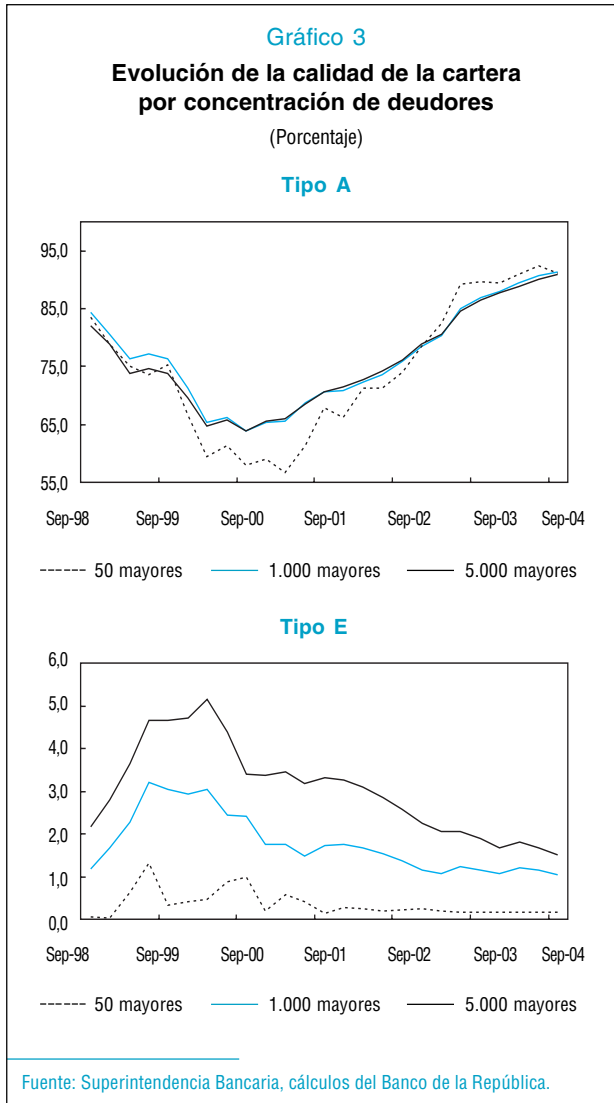 Gráfico 3
Evolución de la calidad de la cartera
por concentración de deudores
(Porcentaje)
Tipo A
95,0
85,0
75,0
65,0
55,0
Sep-98 Sep-99 Sep-00 Sep-01 Sep-02 Sep-03 Sep-04
50 mayores 1.000 mayores 5.000 mayores
Tipo E
6,0
5,0
4,0
3,0
2,0
1,0
0,0
Sep-98 Sep-99 Sep-00 Sep-01 Sep-02 Sep-03 Sep-04
50 mayores 1.000 mayores 5.000 mayores
Fuente: Superintendencia Bancaria, cálculos del Banco de la República.